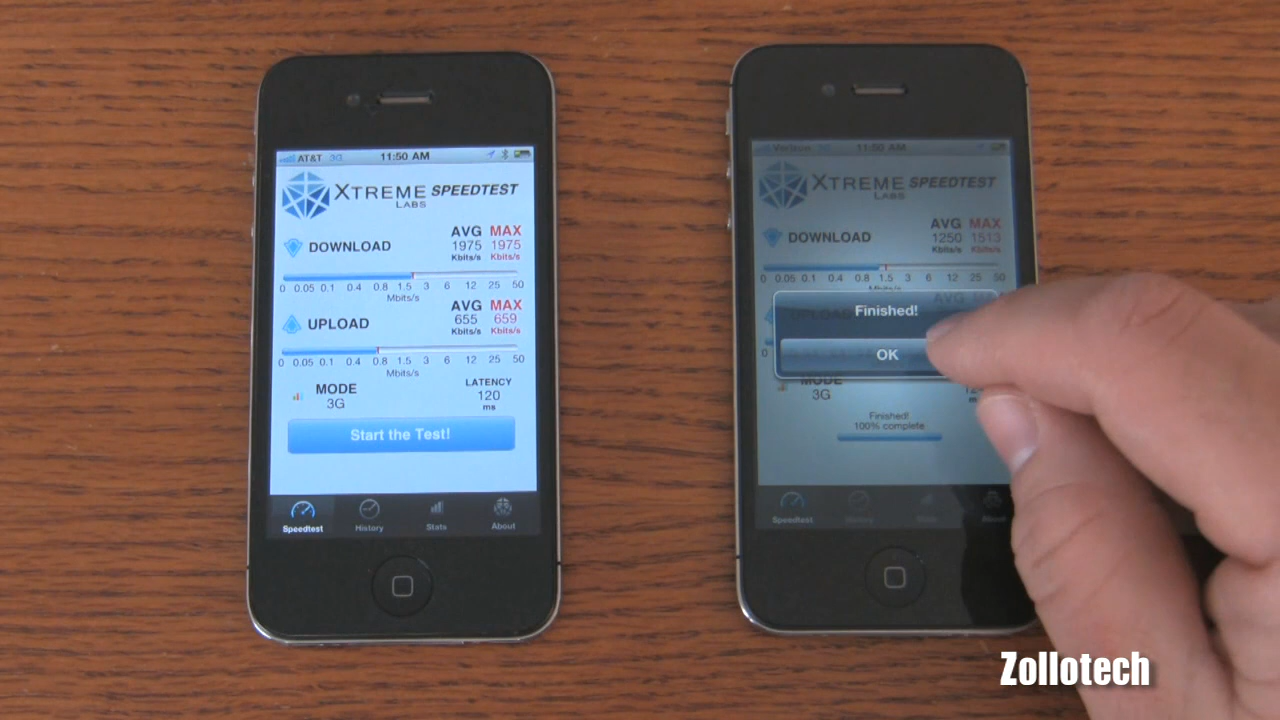 AT&T 3G 11:50 AM
XTREME SPEEDTEST
LABS
AVG MAX
DOWNLOAD 1975 1975
Kbits/s Kbits/s
0 0.05 0.1 0.4 0.8 1.5 3 6 12 25 50
Mbits/s
AVG MAX
UPLOAD 655 659
Kbits/s Kbits/s
0 0.05 0.1 0.4 0.8 1.5 3 6 12 25 50
Mbits/s
MODE LATENCY
3G 120
ms
Start the Test!
Speedtest History Stats About
Verizon 11:50 AM
XTREME SPEEDTEST
LABS
AVG MAX
DOWNLOAD 1250 1513
Kbits/s Kbits/s
0 0.05 0.1 0.4 0.8 1.5 3 6 12 25 50
Mbits/s
AVG MAX
UPLOAD
Finished!
OK
0
MODE
3G
Finished!
100% complete
Speedtest History Stats About
Zollotech